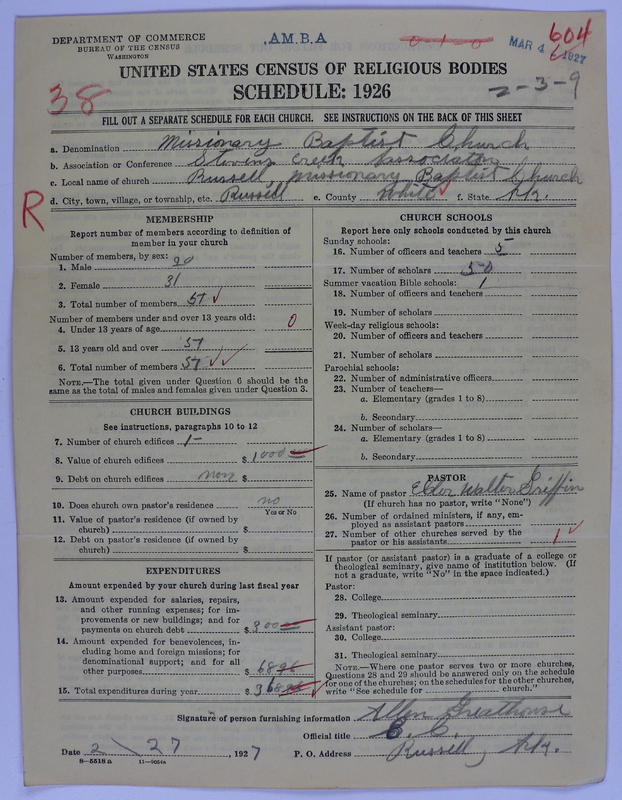 DEPARTMENT OF COMMERCE
BUREAU OF THE CENSUS
WASHINGTON
A.M.B.A
0 1 0
604
MAR 4 1927
UNITED STATES CENSUS OF RELIGIOUS BODIES
SCHEDULE: 1926
38
2-3-9
FILL OUT A SEPARATE SCHEDULE FOR EACH CHURCH. SEE INSTRUCTIONS ON THE BACK OF THIS SHEET
a. Denomination Missionary Baptist Church
b. Association or Conference Stevens Creek Association
c. Local name of church Russell Missionary Baptist Church
d. City, town, village, or township, etc. Russell e. County White f. State Ark.
R
MEMBERSHIP
Report number of members according to definition of
member in your church
Number of members, by sex:
1. Male 20
2. Female 31
3. Total number of members 51
Number of members under and over 13 years old:
4. Under 13 years of age 0
5. 13 years old and over 51
6. Total number of members 51
NOTE.—The total given under Question 6 should be the
same as the total of males and females given under Question 3.
CHURCH BUILDINGS
See instructions, paragraphs 10 to 12
7. Number of church edifices 1
8. Value of church edifices $ 1000
9. Debt on church edifices none $
10. Does church own pastor's residence no
Yes or No
11. Value of pastor's residence (if owned by
church) $
12. Debt on pastor's residence (if owned by
church) $
EXPENDITURES
Amount expended by your church during last fiscal year
13. Amount expended for salaries, repairs,
and other running expenses; for im-
provements or new buildings; and for
payments on church debt $ 300
14. Amount expended for benevolences, in-
cluding home and foreign missions; for
denominational support; and for all
other purposes $ 68
15. Total expenditures during year $ 368
CHURCH SCHOOLS
Report here only schools conducted by this church
Sunday schools:
16. Number of officers and teachers 5
17. Number of scholars 50
Summer vacation Bible schools:
18. Number of officers and teachers
19. Number of scholars
Week-day religious schools:
20. Number of officers and teachers
21. Number of scholars
Parochial schools:
22. Number of administrative officers
23. Number of teachers—
a. Elementary (grades 1 to 8)
b. Secondary
24. Number of scholars—
a. Elementary (grades 1 to 8)
b. Secondary
PASTOR
25. Name of pastor Elder Walter Griffin
(If church has no pastor, write "None")
26. Number of ordained ministers, if any, em-
ployed as assistant pastors
27. Number of other churches served by the
pastor or his assistants 1
If pastor (or assistant pastor) is a graduate of a college or
theological seminary, give name of institution below. (If
not a graduate, write "No" in the space indicated.)
Pastor:
28. College
29. Theological seminary
Assistant pastor:
30. College
31. Theological seminary
NOTE.—Where one pastor serves two or more churches,
Questions 28 and 29 should be answered only on the schedule
for one of the churches; on the schedules for the other churches,
write "See schedule for church."
Signature of person furnishing information Allen Greathouse
Official title C. C.
Date 2 \ 27, 1927 P. O. Address Russell, Ark.
8—5518a 11—9054a